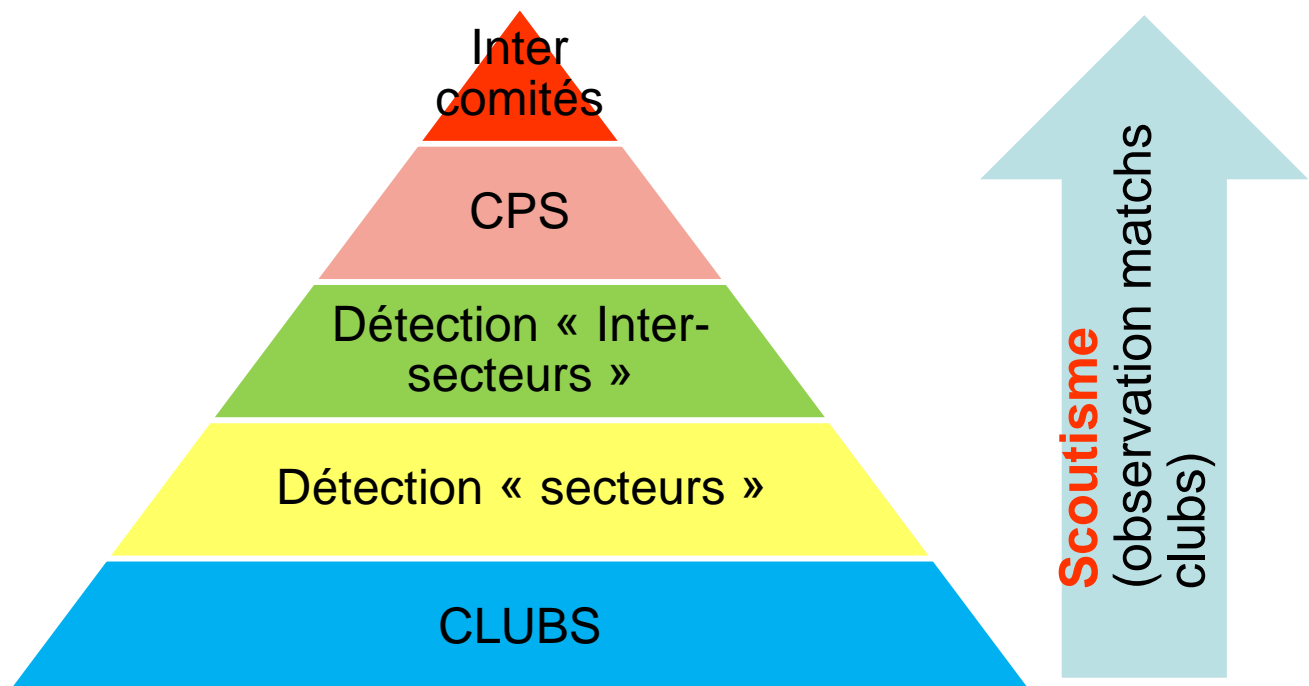 Inter
comités
CPS
Détection « Inter-
secteurs »
Détection « secteurs »
CLUBS
Scoutisme
(observation matchs
clubs)